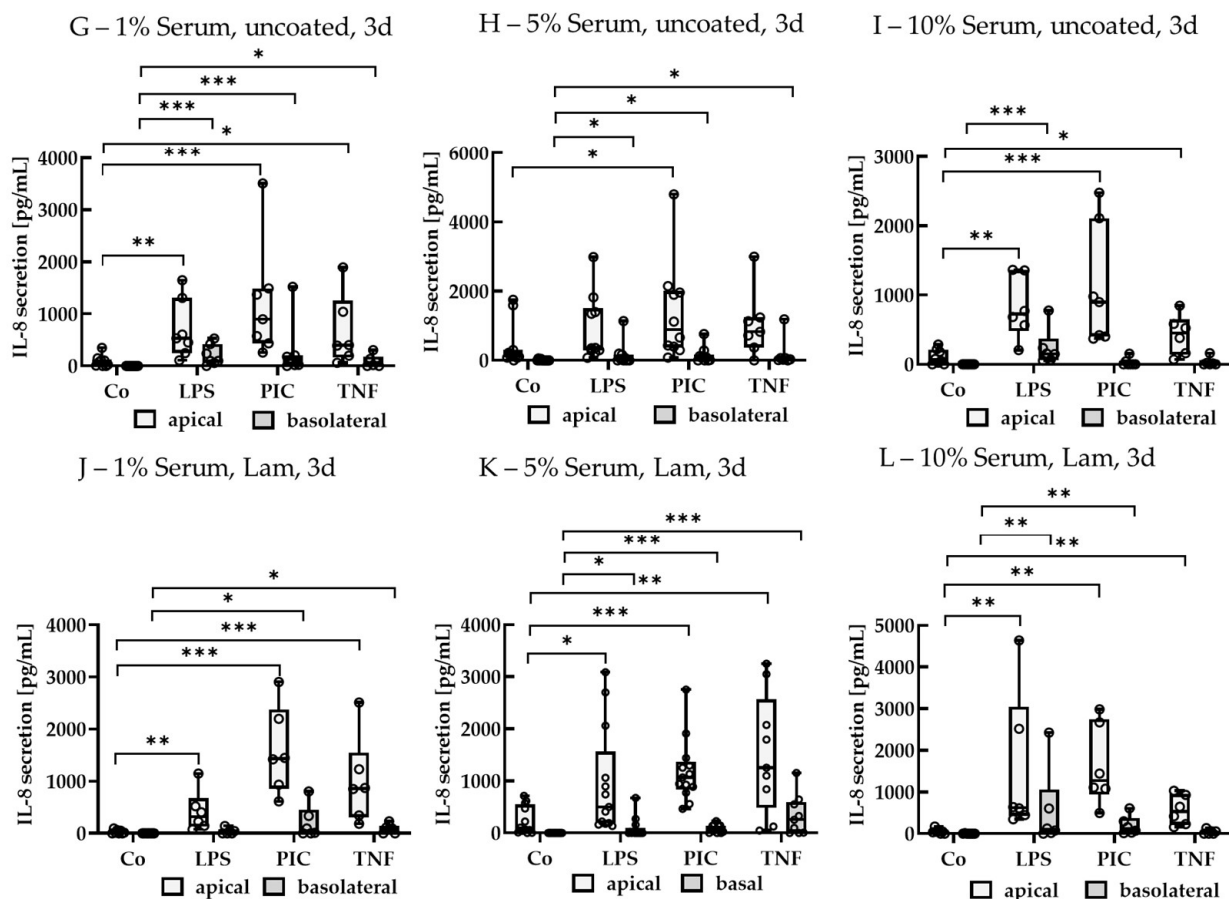 G – 1% Serum, uncoated, 3d
*
***
***
*
***
**
IL-8 secretion [pg/mL]
4000
3000
2000
1000
0
Co LPS PIC TNF
apical basolateral
H – 5% Serum, uncoated, 3d
*
*
*
*
IL-8 secretion [pg/mL]
6000
4000
2000
0
Co LPS PIC TNF
apical basolateral
I – 10% Serum, uncoated, 3d
***
*
***
**
IL-8 secretion [pg/mL]
3000
2000
1000
0
Co LPS PIC TNF
apical basolateral
J – 1% Serum, Lam, 3d
*
*
***
***
**
IL-8 secretion [pg/mL]
4000
3000
2000
1000
0
Co LPS PIC TNF
apical basolateral
K – 5% Serum, Lam, 3d
***
***
*
**
***
*
IL-8 secretion [pg/mL]
4000
3000
2000
1000
0
Co LPS PIC TNF
apical basal
L – 10% Serum, Lam, 3d
**
**
**
**
**
IL-8 secretion [pg/mL]
5000
4000
3000
2000
1000
0
Co LPS PIC TNF
apical basolateral